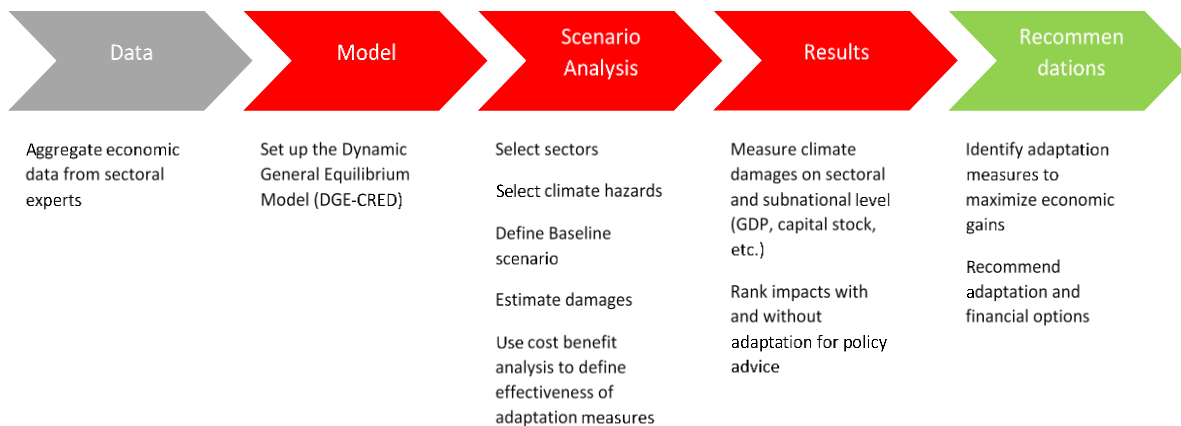 Data
Aggregate economic
data from sectoral
experts
Model
Set up the Dynamic
General Equilibrium
Model (DGE-CRED)
Scenario
Analysis
Select sectors
Select climate hazards
Define Baseline
scenario
Estimate damages
Use cost benefit
analysis to define
effectiveness of
adaptation measures
Results
Measure climate
damages on sectoral
and subnational level
(GDP, capital stock,
etc.)
Rank impacts with
and without
adaptation for policy
advice
Recommen
dations
Identify adaptation
measures to
maximize economic
gains
Recommend
adaptation and
financial options